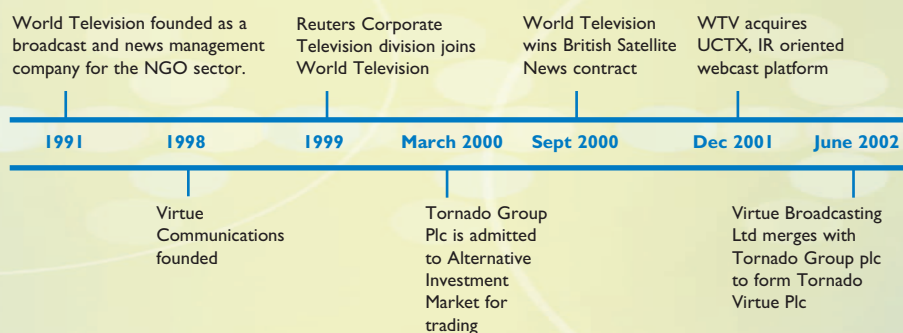 World Television founded as a
broadcast and news management
company for the NGO sector.
Reuters Corporate
Television division joins
World Television
World Television
wins British Satellite
News contract
WTV acquires
UCTX, IR oriented
webcast platform
1991
1998
1999
March 2000
Sept 2000
Dec 2001
June 2002
Virtue
Communications
founded
Tornado Group
Plc is admitted
to Alternative
Investment
Market for
trading
Virtue Broadcasting
Ltd merges with
Tornado Group plc
to form Tornado
Virtue Plc